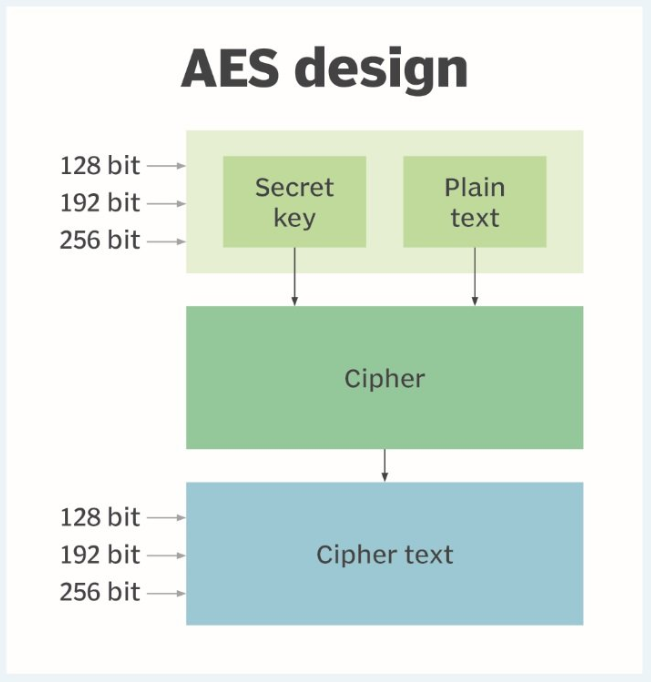 AES design
128 bit
192 bit
256 bit
Secret
key
Plain
text
Cipher
128 bit
192 bit
256 bit
Cipher text